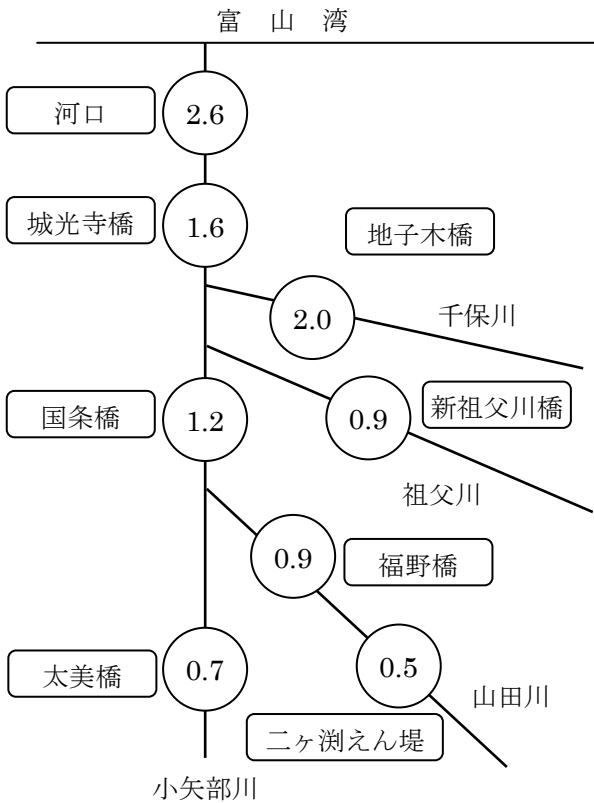 富山湾
河口
2.6
城光寺橋
1.6
地子木橋
2.0
千保川
国条橋
1.2
0.9
新祖父川橋
祖父川
0.9
福野橋
太美橋
0.7
0.5
山田川
二ヶ渕えん堤
小矢部川